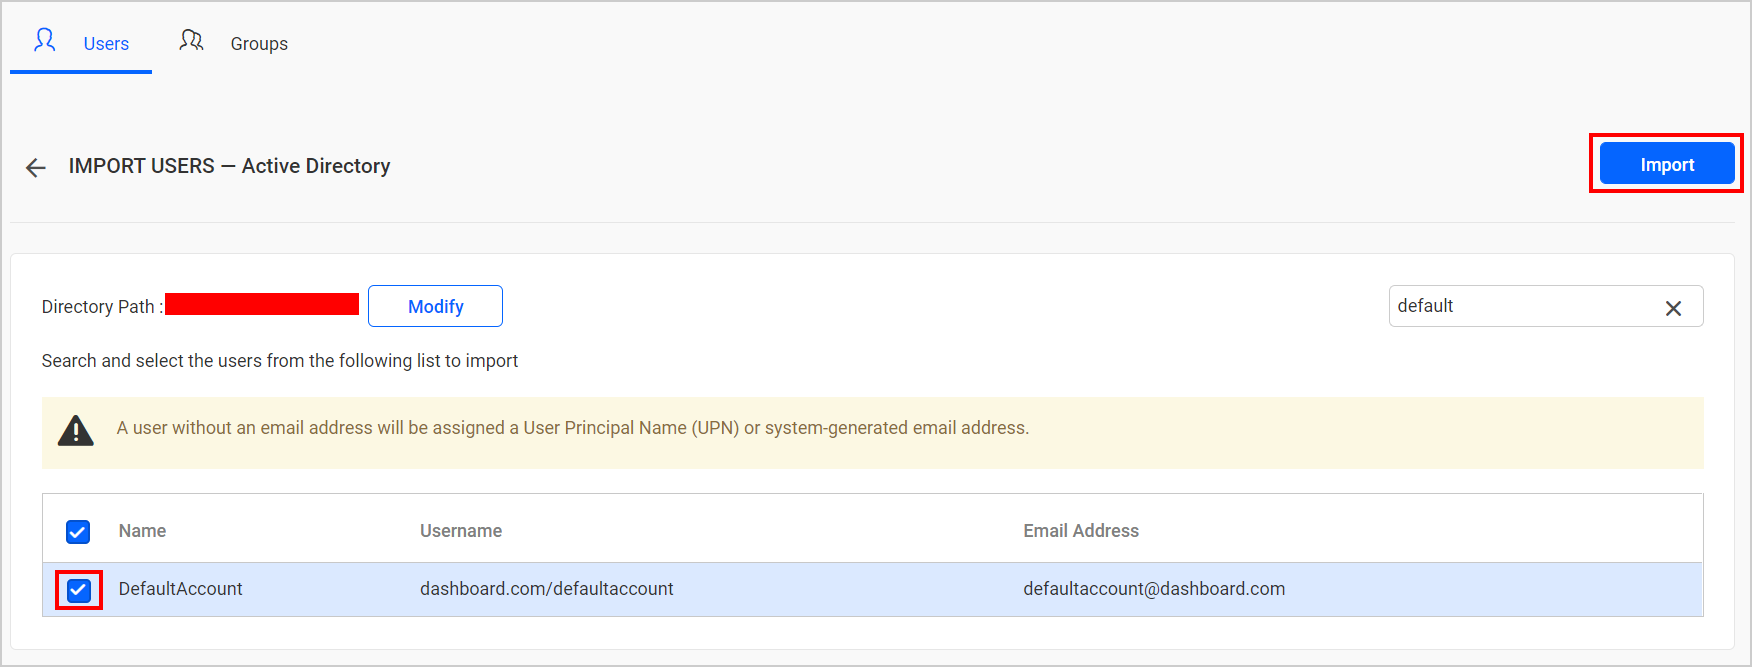 Users Groups
IMPORT USERS — Active Directory
Import
Directory Path :
Modify
default
Search and select the users from the following list to import
A user without an email address will be assigned a User Principal Name (UPN) or system-generated email address.
Name Username Email Address
DefaultAccount dashboard.com/defaultaccount defaultaccount@dashboard.com